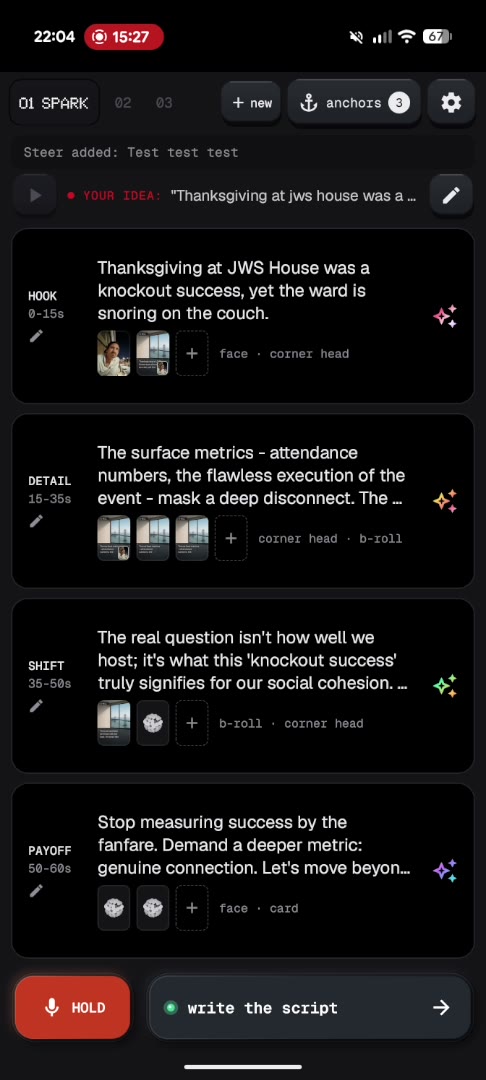 22:04 15:27 67
01 SPARK 02 03 + new anchors 3
Steer added: Test test test
YOUR IDEA: "Thanksgiving at jws house was a ...
HOOK
0-15s
Thanksgiving at JWS House was a
knockout success, yet the ward is
snoring on the couch.
+ face · corner head
DETAIL
15-35s
The surface metrics - attendance
numbers, the flawless execution of the
event - mask a deep disconnect. The ...
+ corner head · b-roll
SHIFT
35-50s
The real question isn't how well we
host; it's what this 'knockout success'
truly signifies for our social cohesion. ...
+ b-roll · corner head
PAYOFF
50-60s
Stop measuring success by the
fanfare. Demand a deeper metric:
genuine connection. Let's move beyon...
+ face · card
HOLD
write the script →